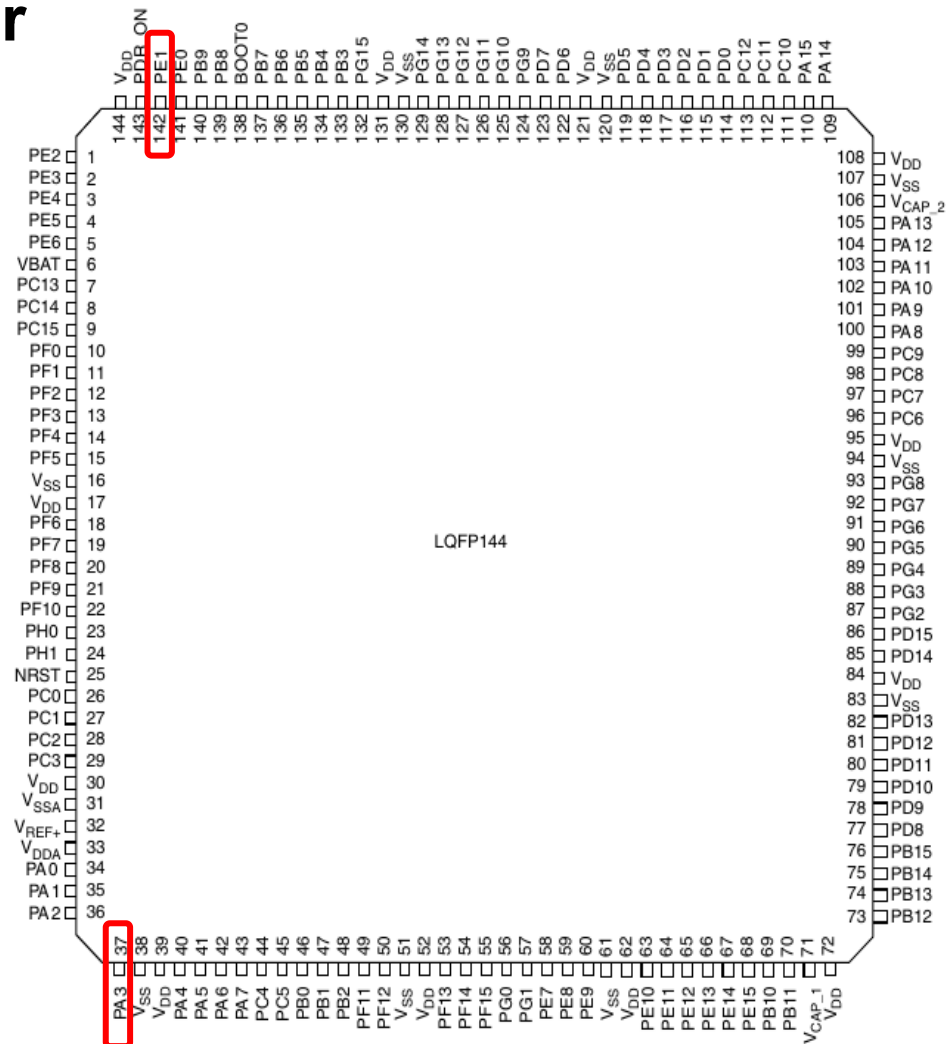 r
VDD PDR_ON PE1 PE0 PB9 PB8 BOOT0 PB7 PB6 PB5 PB4 PB3 PG15 VDD VSS PG14 PG13 PG12 PG11 PG10 PG9 PD7 PD6 VDD VSS PD5 PD4 PD3 PD2 PD1 PD0 PC12 PC11 PC10 PA15 PA14
144 143 142 141 140 139 138 137 136 135 134 133 132 131 130 129 128 127 126 125 124 123 122 121 120 119 118 117 116 115 114 113 112 111 110 109
PE2 1
PE3 2
PE4 3
PE5 4
PE6 5
VBAT 6
PC13 7
PC14 8
PC15 9
PF0 10
PF1 11
PF2 12
PF3 13
PF4 14
PF5 15
VSS 16
VDD 17
PF6 18
PF7 19
PF8 20
PF9 21
PF10 22
PH0 23
PH1 24
NRST 25
PC0 26
PC1 27
PC2 28
PC3 29
VDD 30
VSSA 31
VREF+ 32
VDDA 33
PA0 34
PA1 35
PA2 36
LQFP144
108 VDD
107 VSS
106 VCAP_2
105 PA13
104 PA12
103 PA11
102 PA10
101 PA9
100 PA8
99 PC9
98 PC8
97 PC7
96 PC6
95 VDD
94 VSS
93 PG8
92 PG7
91 PG6
90 PG5
89 PG4
88 PG3
87 PG2
86 PD15
85 PD14
84 VDD
83 VSS
82 PD13
81 PD12
80 PD11
79 PD10
78 PD9
77 PD8
76 PB15
75 PB14
74 PB13
73 PB12
37 38 39 40 41 42 43 44 45 46 47 48 49 50 51 52 53 54 55 56 57 58 59 60 61 62 63 64 65 66 67 68 69 70 71 72
PA3 VSS VDD PA4 PA5 PA6 PA7 PC4 PC5 PB0 PB1 PB2 PF11 PF12 VSS VDD PF13 PF14 PF15 PG0 PG1 PE7 PE8 PE9 VSS VDD PE10 PE11 PE12 PE13 PE14 PE15 PB10 PB11 VCAP_1 VDD